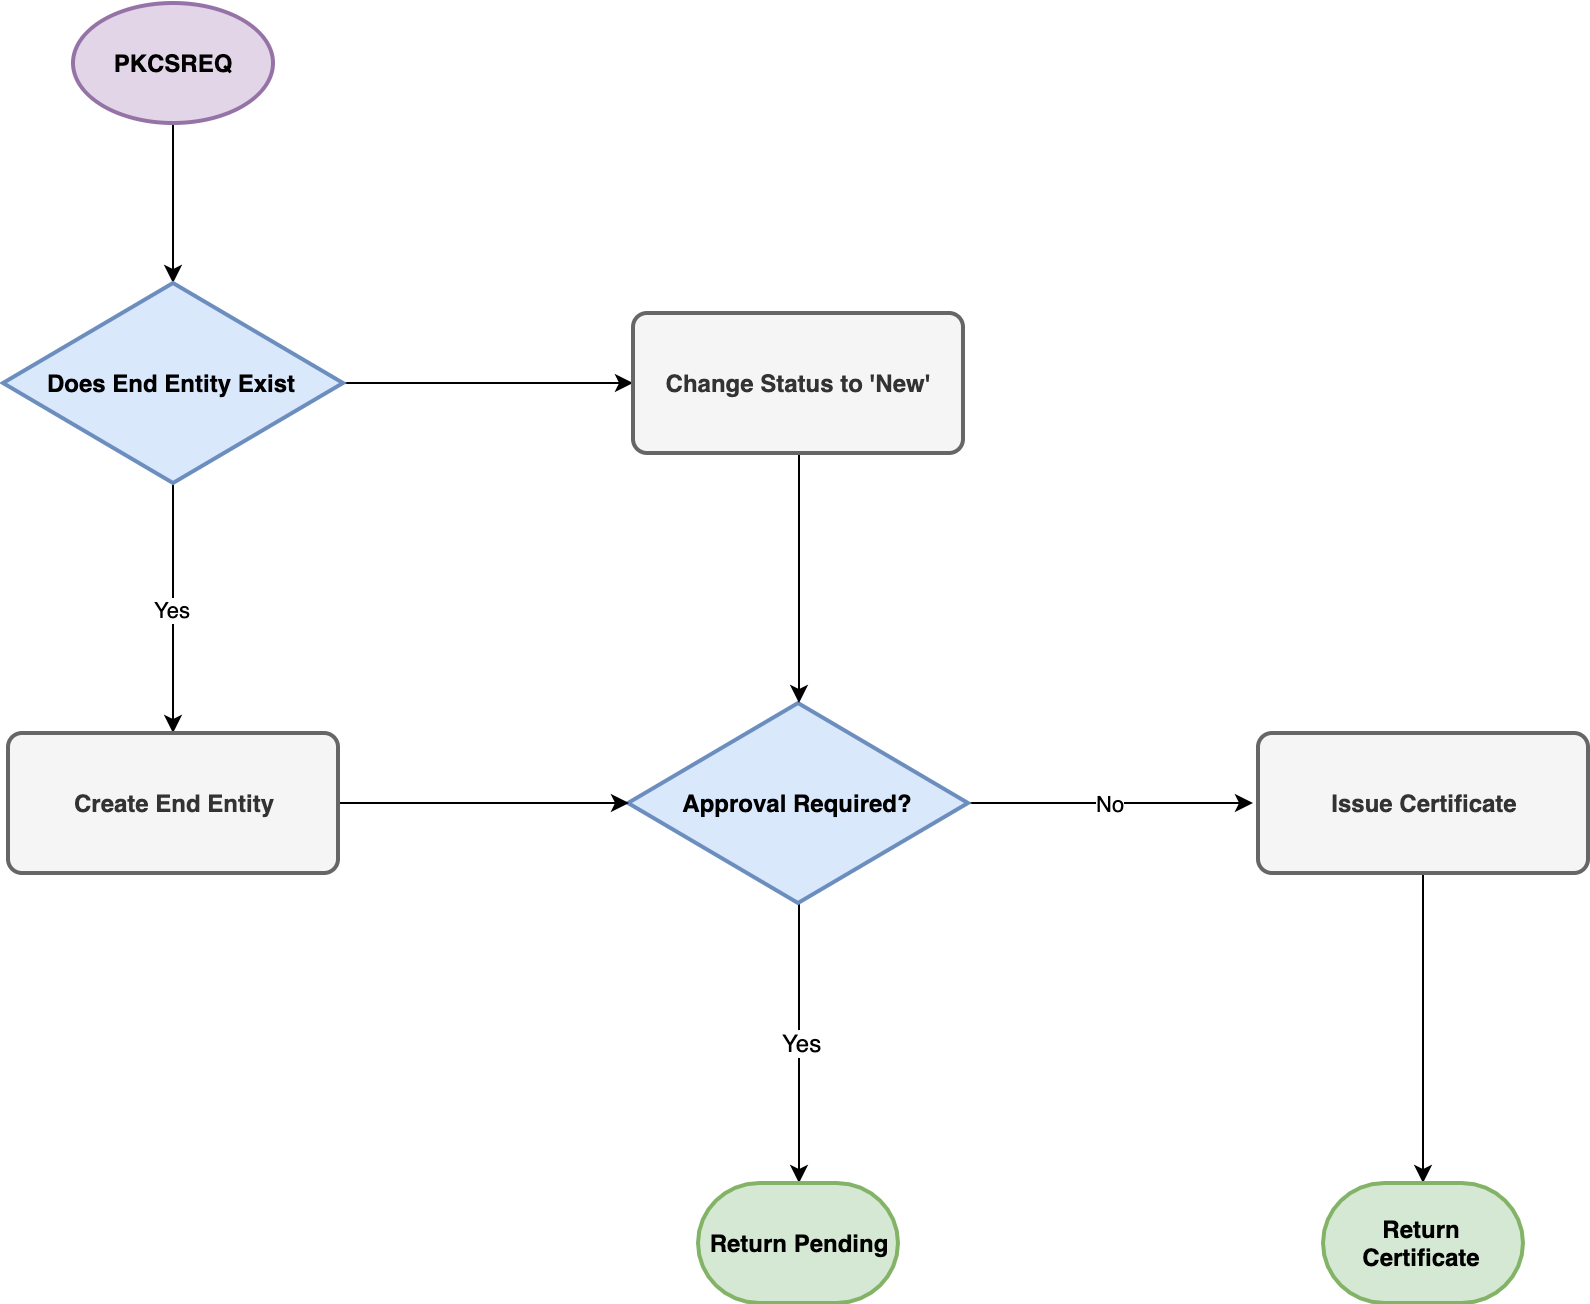 PKCSREQ
Does End Entity Exist
Change Status to 'New'
Yes
Create End Entity
Approval Required?
No
Issue Certificate
Yes
Return Pending
Return
Certificate